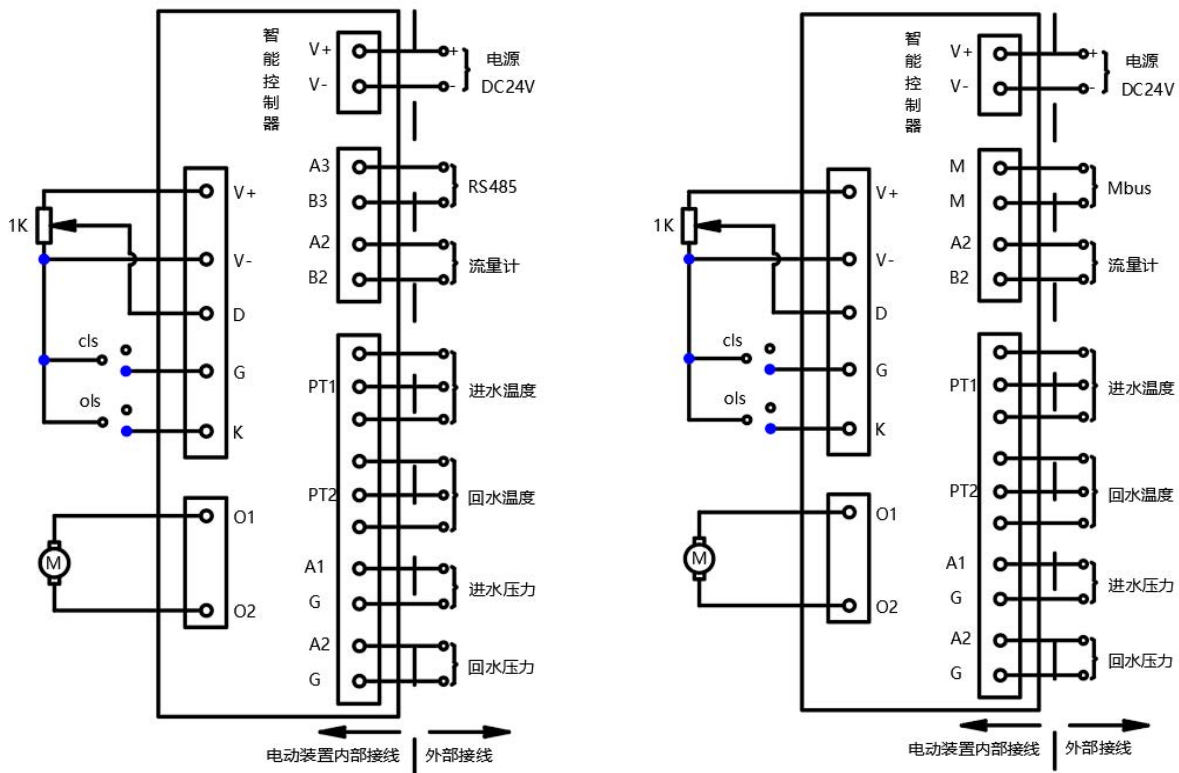 智能控制器
V+
V-
+
-
电源
DC24V
A3
B3
RS485
A2
B2
流量计
1K
V+
V-
D
cls
G
ols
K
PT1
进水温度
PT2
回水温度
O1
M
O2
A1
G
进水压力
A2
G
回水压力
电动装置内部接线
外部接线
智能控制器
V+
V-
+
-
电源
DC24V
M
M
Mbus
A2
B2
流量计
1K
V+
V-
D
cls
G
ols
K
PT1
进水温度
PT2
回水温度
O1
M
O2
A1
G
进水压力
A2
G
回水压力
电动装置内部接线
外部接线